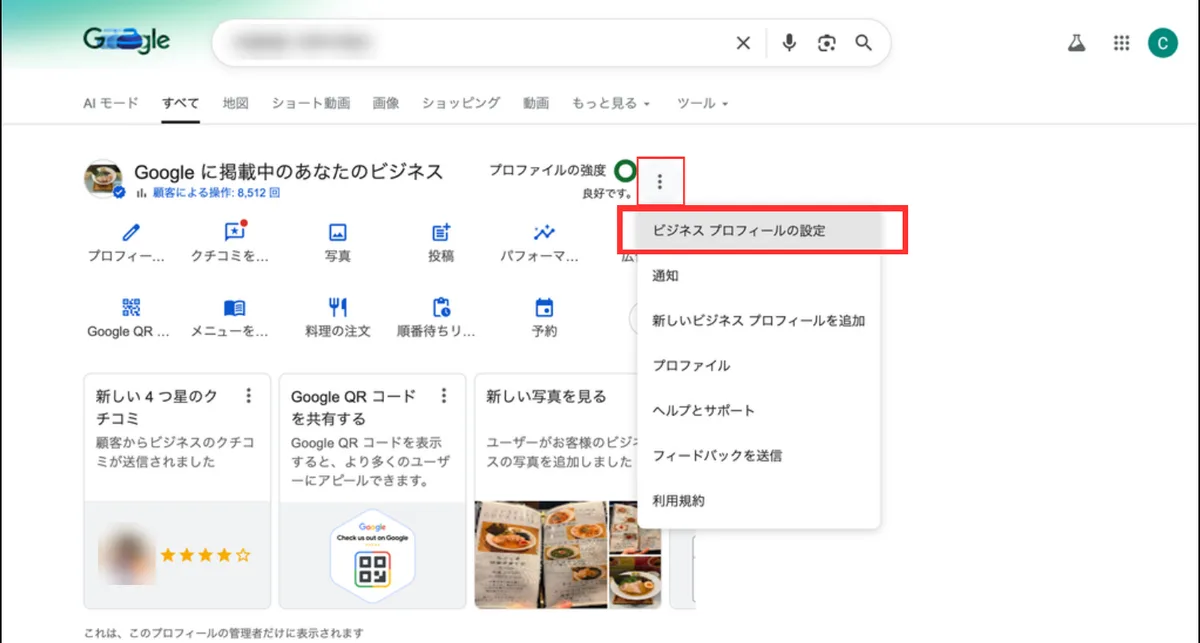 Google
C
AI モード
すべて
地図
ショート動画
画像
ショッピング
動画
もっと見る
ツール
Google に掲載中のあなたのビジネス
顧客による操作: 8,512 回
プロファイルの強度
良好です。
プロフィー...
クチコミを...
写真
投稿
パフォーマ...
Google QR ...
メニューを...
料理の注文
順番待ちリ...
予約
ビジネス プロフィールの設定
通知
新しいビジネス プロフィールを追加
プロファイル
ヘルプとサポート
フィードバックを送信
利用規約
新しい 4 つ星のク
チコミ
顧客からビジネスのクチコ
ミが送信されました
Google QR コード
を共有する
Google QR コードを表示
すると、より多くのユーザ
ーにアピールできます。
Google
Check us out on Google
新しい写真を見る
ユーザーがお客様のビジネ
スの写真を追加しました
これは、このプロフィールの管理者だけに表示されます